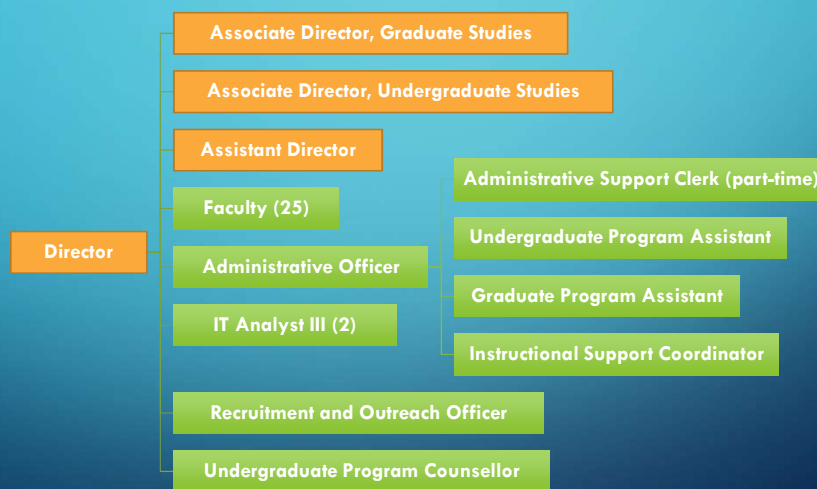 Associate Director, Graduate Studies
Associate Director, Undergraduate Studies
Assistant Director
Administrative Support Clerk (part-time)
Faculty (25)
Undergraduate Program Assistant
Director
Administrative Officer
Graduate Program Assistant
IT Analyst III (2)
Instructional Support Coordinator
Recruitment and Outreach Officer
Undergraduate Program Counsellor